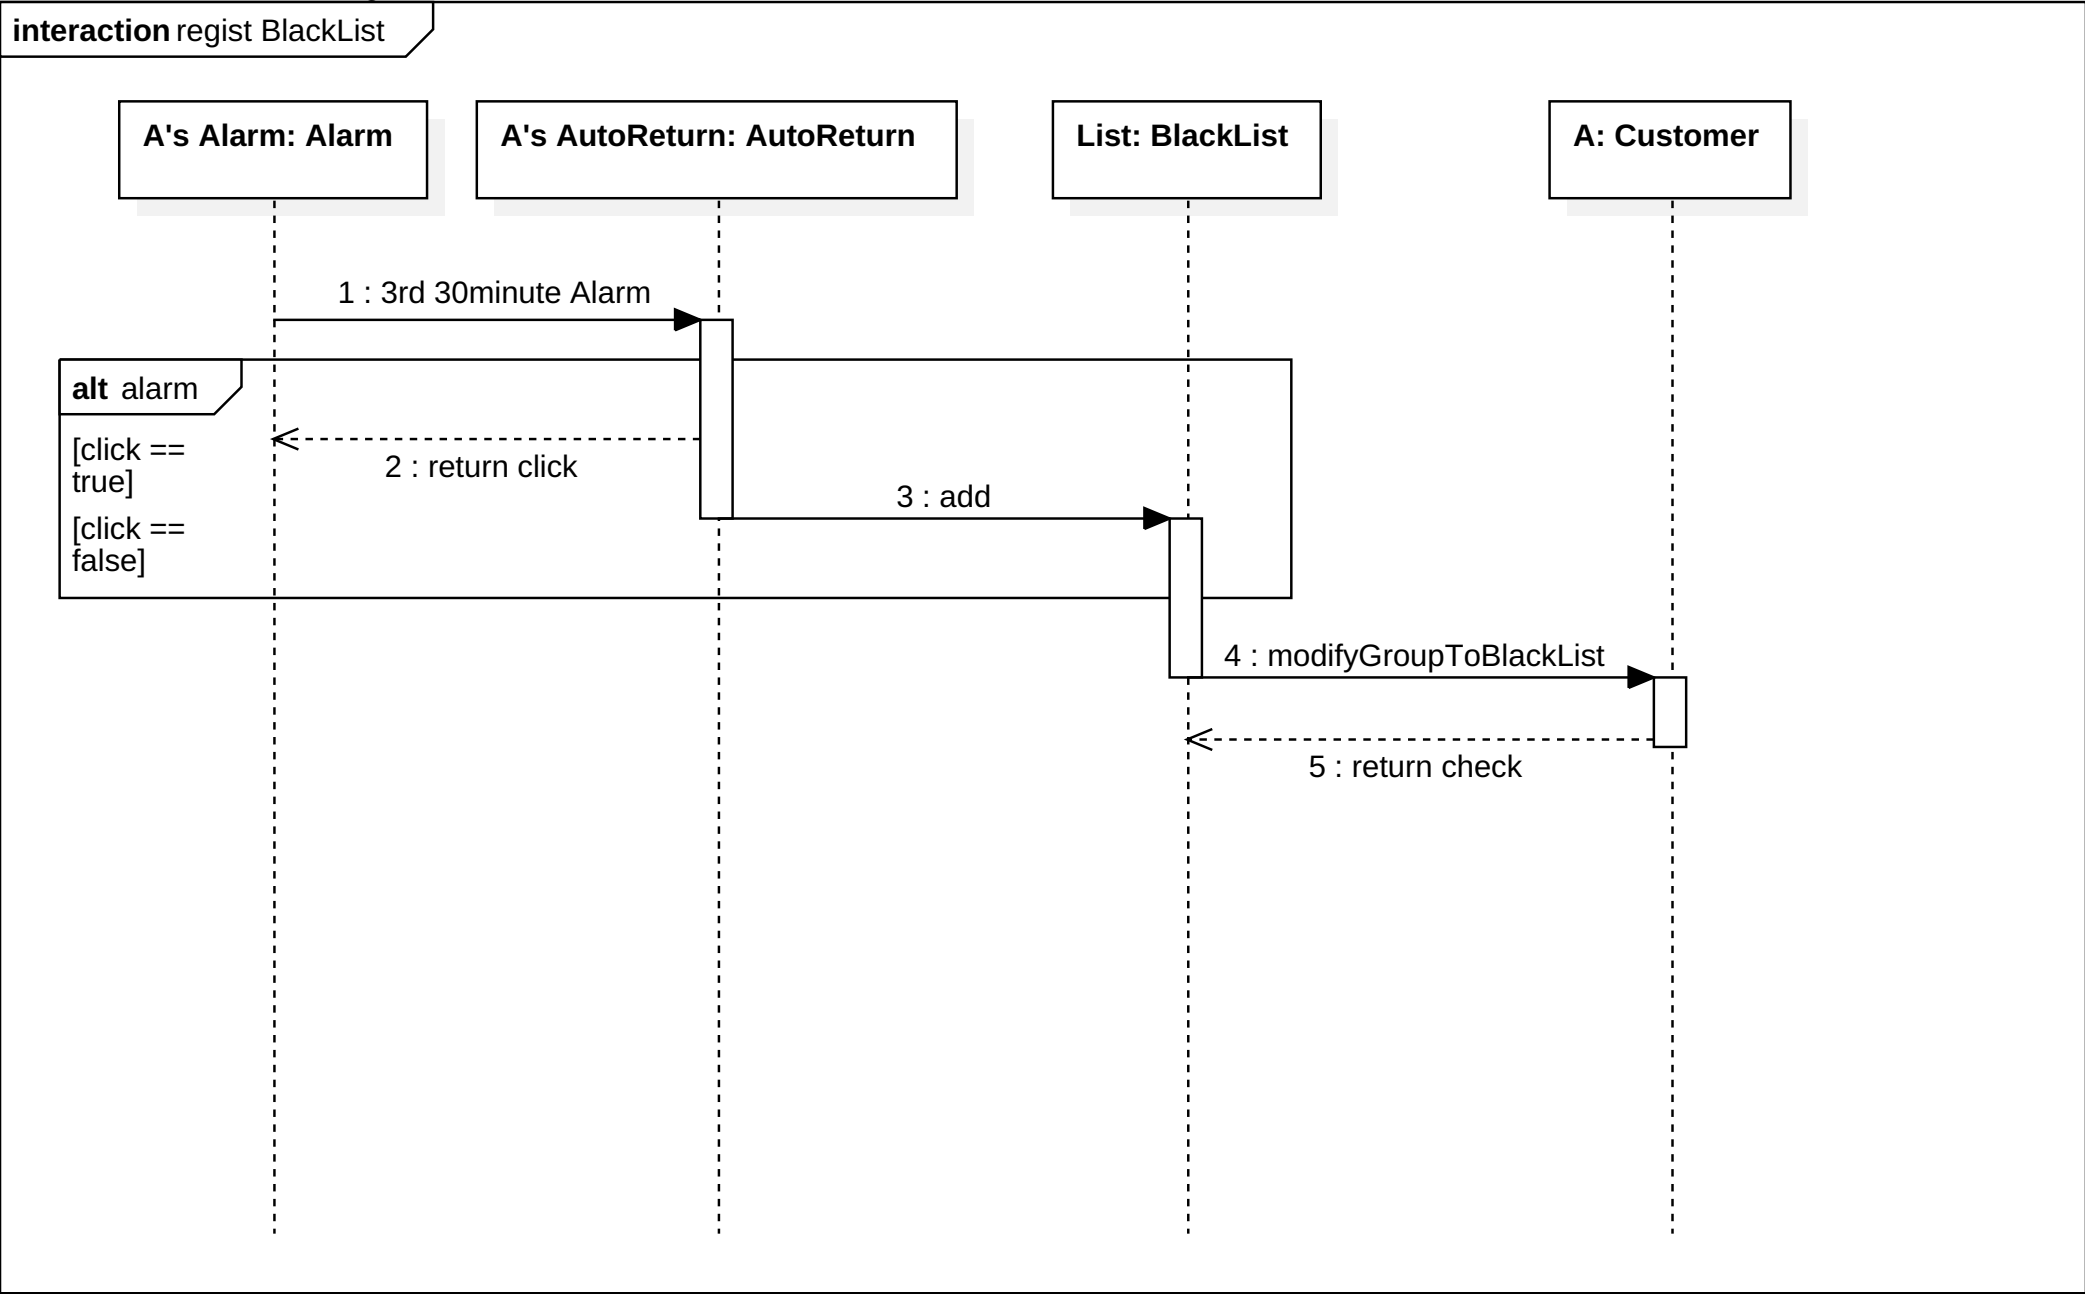 interaction regist BlackList
A's Alarm: Alarm
A's AutoReturn: AutoReturn
List: BlackList
A: Customer
1 : 3rd 30minute Alarm
alt alarm
[click ==
true]
2 : return click
3 : add
[click ==
false]
4 : modifyGroupToBlackList
5 : return check